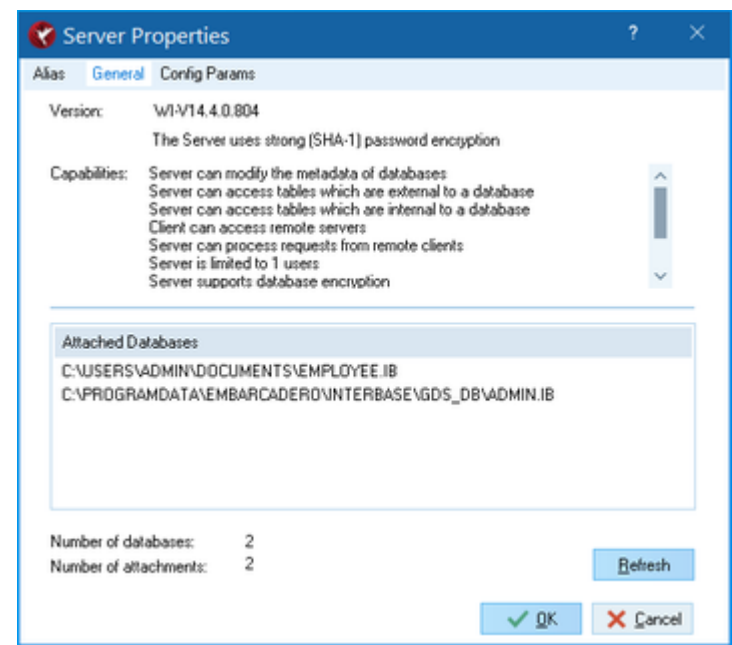 Server Properties ?
Alias General Config Params
Version: WI-V14.4.0.804
The Server uses strong (SHA-1) password encryption
Capabilities: Server can modify the metadata of databases
Server can access tables which are external to a database
Server can access tables which are internal to a database
Client can access remote servers
Server can process requests from remote clients
Server is limited to 1 users
Server supports database encryption
Attached Databases
C:\USERS\ADMIN\DOCUMENTS\EMPLOYEE.IB
C:\PROGRAMDATA\EMBARCADERO\INTERBASE\GDS_DB\ADMIN.IB
Number of databases: 2
Number of attachments: 2
Refresh
OK Cancel